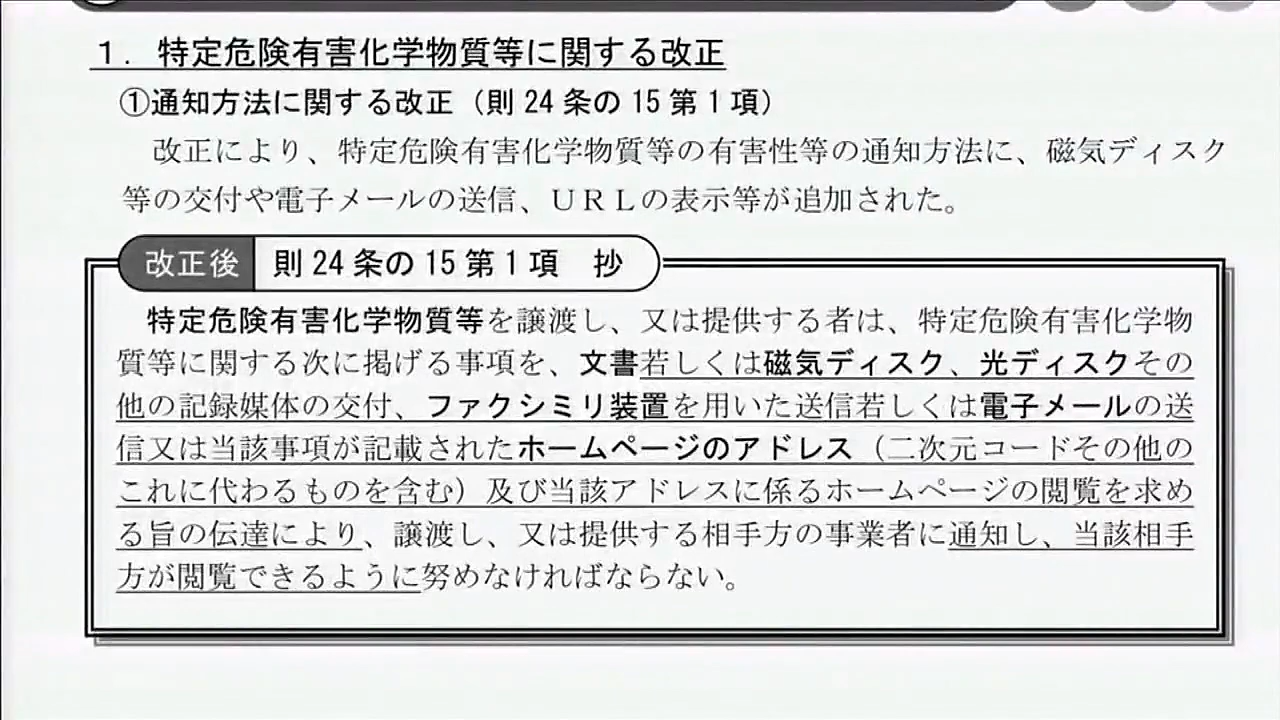 １．特定危険有害化学物質等に関する改正
①通知方法に関する改正（則24条の15第１項）
改正により、特定危険有害化学物質等の有害性等の通知方法に、磁気ディスク
等の交付や電子メールの送信、ＵＲＬの表示等が追加された。
改正後 則24条の15第１項　抄
特定危険有害化学物質等を譲渡し、又は提供する者は、特定危険有害化学物
質等に関する次に掲げる事項を、文書若しくは磁気ディスク、光ディスクその
他の記録媒体の交付、ファクシミリ装置を用いた送信若しくは電子メールの送
信又は当該事項が記載されたホームページのアドレス（二次元コードその他の
これに代わるものを含む）及び当該アドレスに係るホームページの閲覧を求め
る旨の伝達により、譲渡し、又は提供する相手方の事業者に通知し、当該相手
方が閲覧できるように努めなければならない。